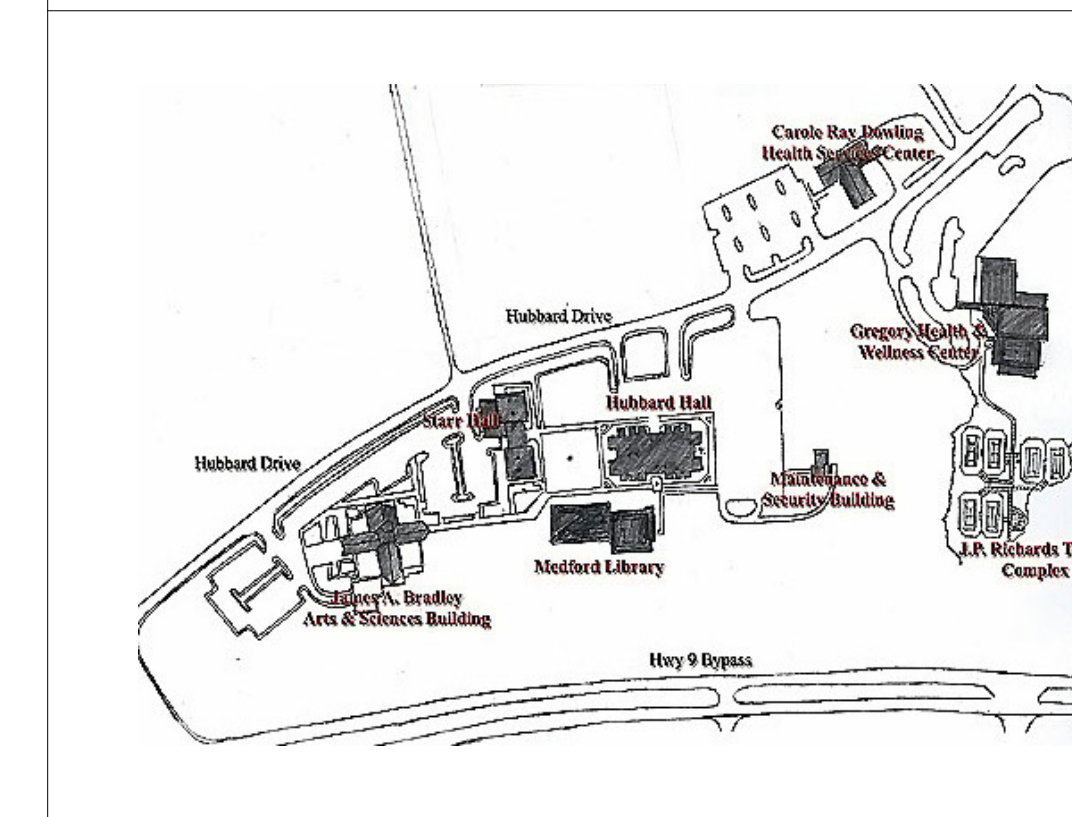 Carole Ray Dowling
Health Services Center
Hubbard Drive
Gregory Health &
Wellness Center
Hubbard Hall
Starr Hall
Hubbard Drive
Maintenance &
Security Building
Medford Library
J.P. Richards T
Complex
James A. Bradley
Arts & Sciences Building
Hwy 9 Bypass